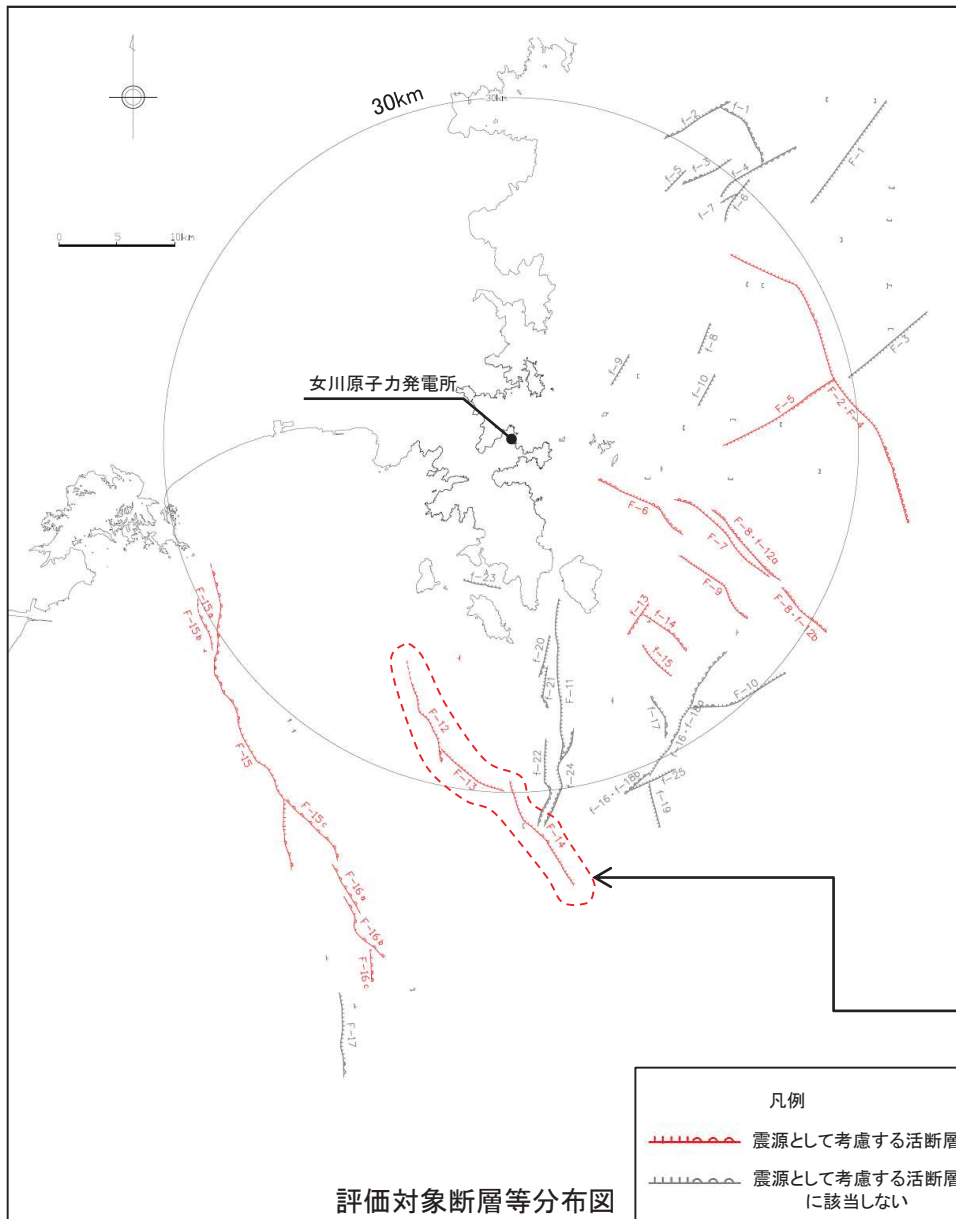 30km
30km
f-2
f-1
F-1
f-5
f-3
f-4
f-7
f-6
0 5 10km
F-3
f-8
f-9
f-10
女川原子力発電所
F-5
F-2・F-4
F-6
F-8・f-12a
F-7
f-23
F-9
F-8・f-12b
F-15a
F-15b
f-13
f-14
f-20
f-15
f-21
F-11
F-10
F-12
f-17
f-16・f-18a
F-15
F-13
f-22
f-24
f-16・f-18b
f-25
f-19
F-15c
F-14
F-16a
F-16b
F-16c
F-17
凡例
震源として考慮する活断層
震源として考慮する活断層
に該当しない
評価対象断層等分布図